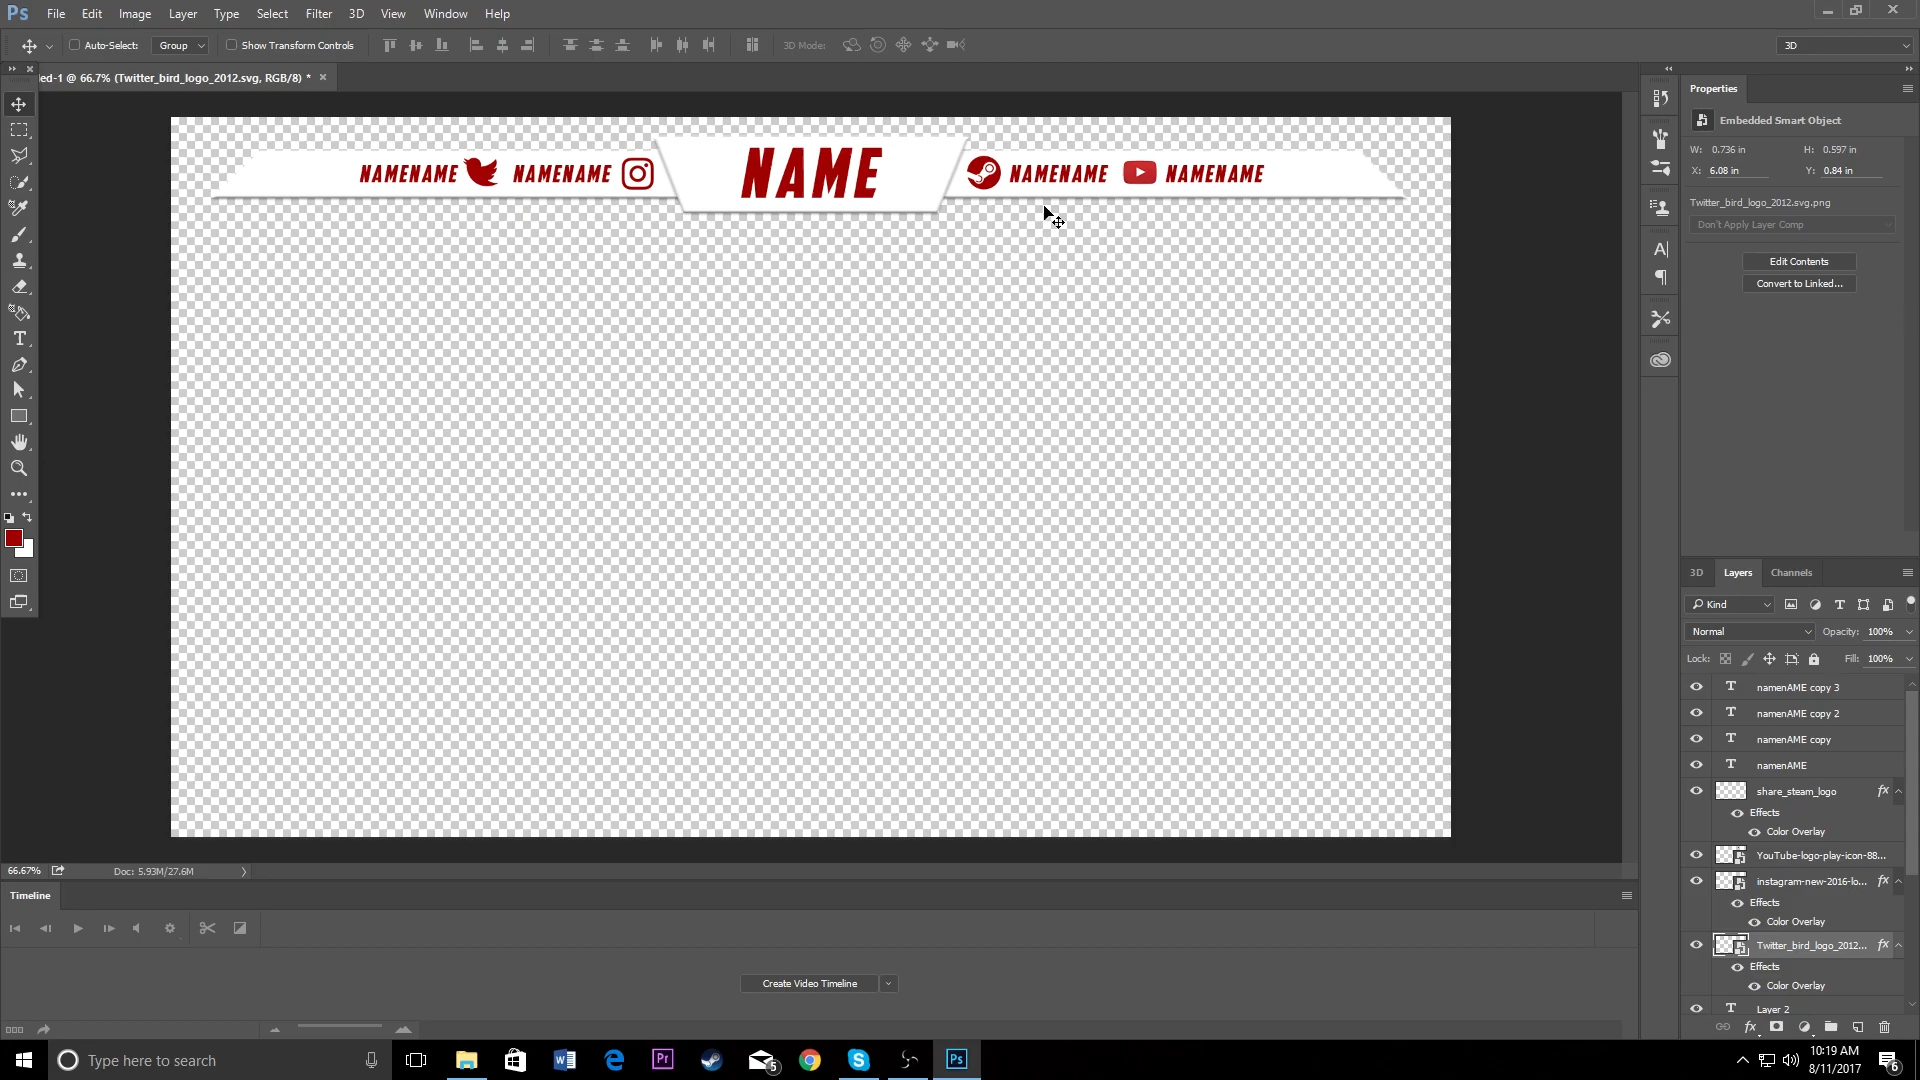 Ps File Edit Image Layer Type Select Filter 3D View Window Help
Auto-Select: Group Show Transform Controls 3D Mode: 3D
ed-1 @ 66.7% (Twitter_bird_logo_2012.svg, RGB/8) *
NAMENAME NAMENAME NAME NAMENAME NAMENAME
Properties
Embedded Smart Object
W: 0.736 in H: 0.597 in
X: 6.08 in Y: 0.84 in
Twitter_bird_logo_2012.svg.png
Don't Apply Layer Comp
Edit Contents
Convert to Linked...
3D Layers Channels
Kind
Normal Opacity: 100%
Lock: Fill: 100%
namenAME copy 3
namenAME copy 2
namenAME copy
namenAME
share_steam_logo fx
Effects
Color Overlay
YouTube-logo-play-icon-88...
instagram-new-2016-lo... fx
Effects
Color Overlay
Twitter_bird_logo_2012... fx
Effects
Color Overlay
Layer 2
66.67% Doc: 5.93M/27.6M
Timeline
Create Video Timeline
Type here to search
10:19 AM
8/11/2017